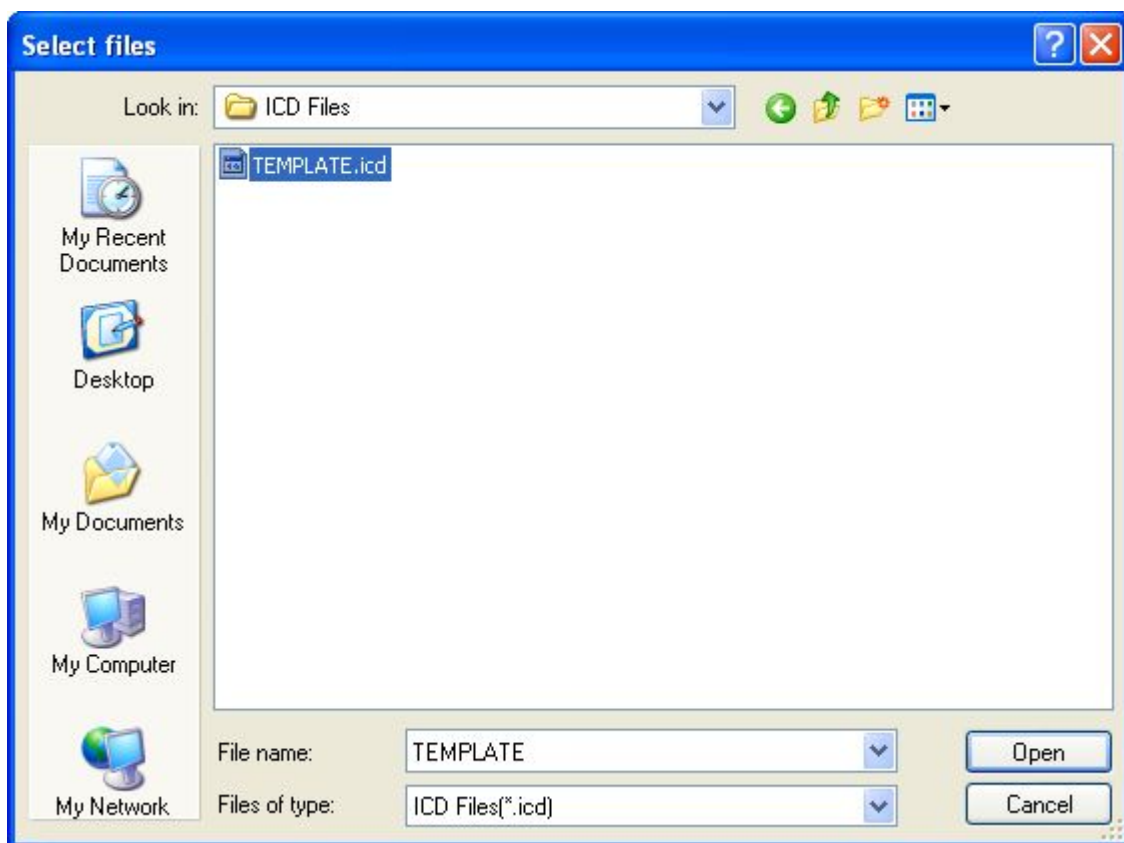 Select files
Look in: ICD Files
TEMPLATE.icd
My Recent
Documents
Desktop
My Documents
My Computer
My Network
File name: TEMPLATE Open
Files of type: ICD Files(*.icd) Cancel